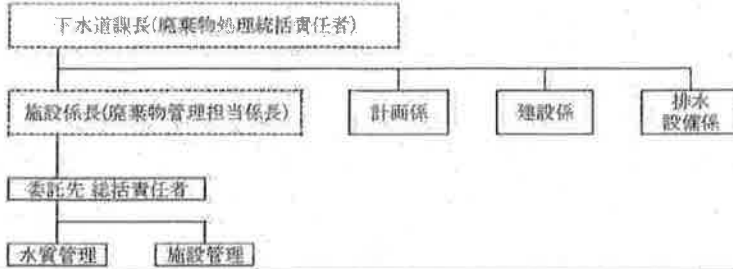 下水道課長(廃棄物処理統括責任者)
施設係長(廃棄物管理担当係長)
計画係
建設係
排水
設備係
委託先 総括責任者
水質管理
施設管理